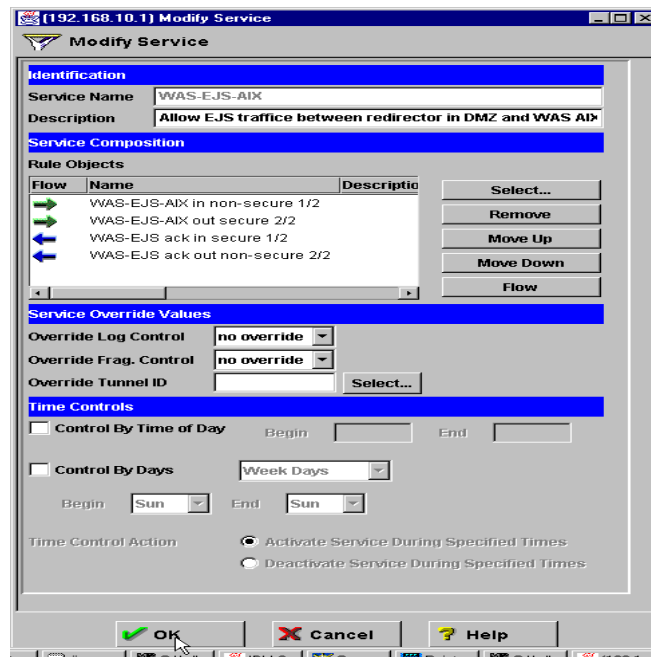 (192.168.10.1) Modify Service
Modify Service
Identification
Service Name WAS-EJS-AIX
Description Allow EJS traffice between redirector in DMZ and WAS AIX
Service Composition
Rule Objects
Flow Name Descriptio
WAS-EJS-AIX in non-secure 1/2
WAS-EJS-AIX out secure 2/2
WAS-EJS ack in secure 1/2
WAS-EJS ack out non-secure 2/2
Select...
Remove
Move Up
Move Down
Flow
Service Override Values
Override Log Control no override
Override Frag. Control no override
Override Tunnel ID Select...
Time Controls
Control By Time of Day Begin End
Control By Days Week Days
Begin Sun End Sun
Time Control Action Activate Service During Specified Times
Deactivate Service During Specified Times
OK Cancel Help